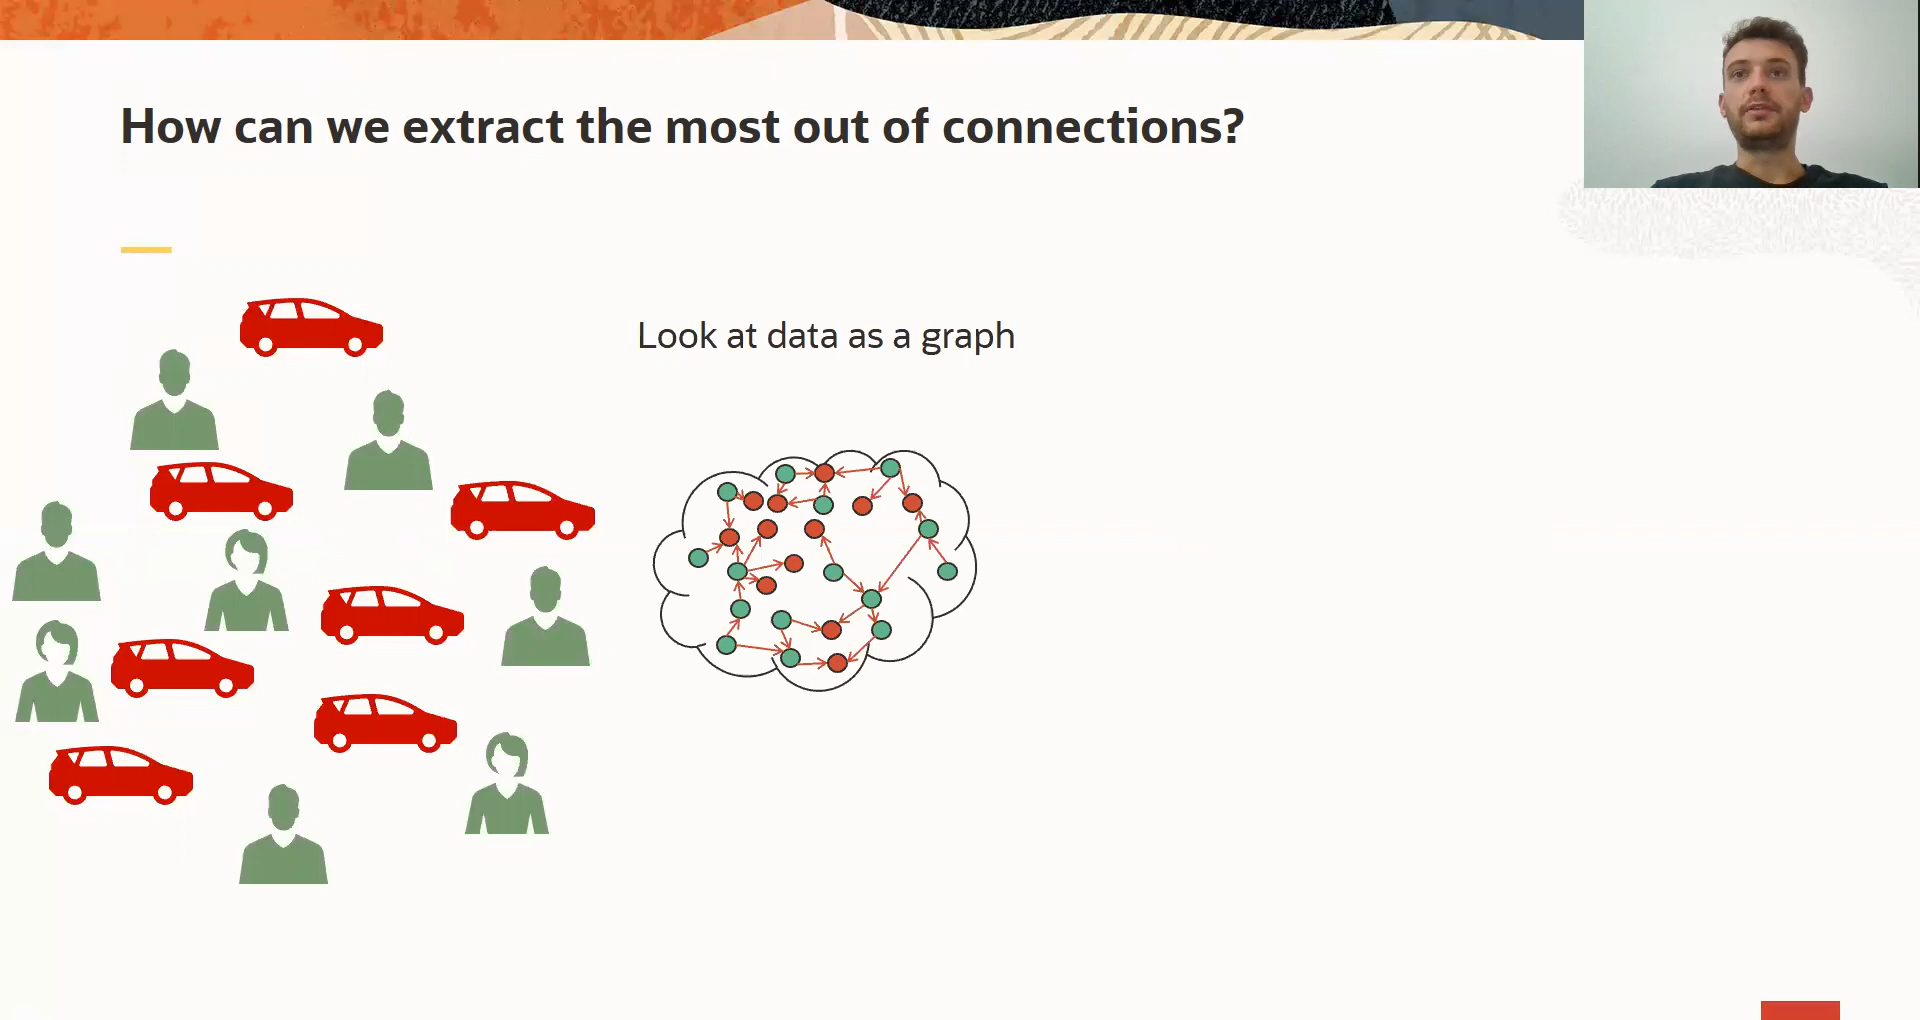 How can we extract the most out of connections?
Look at data as a graph